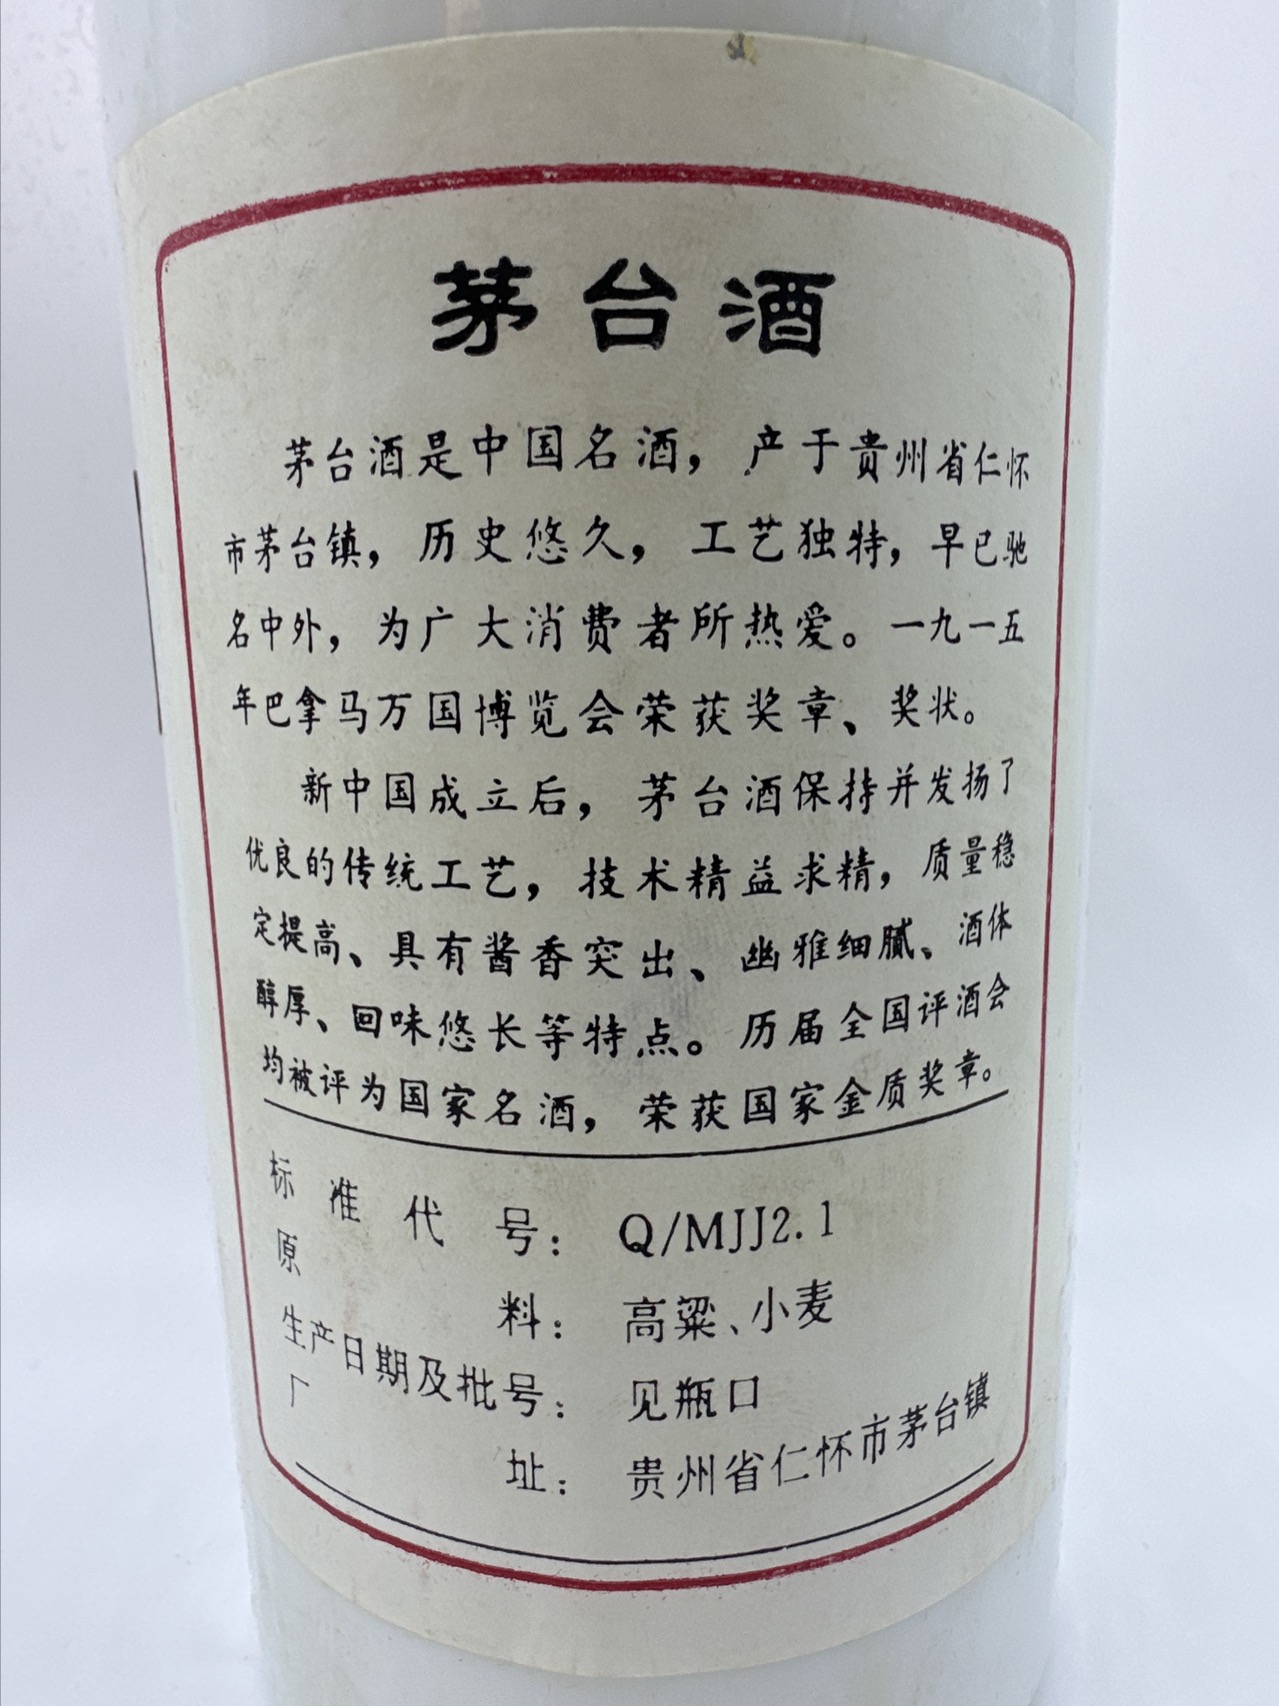 茅台酒
茅台酒是中国名酒，产于贵州省仁怀
市茅台镇，历史悠久，工艺独特，早已驰
名中外，为广大消费者所热爱。一九一五
年巴拿马万国博览会荣获奖章、奖状。
新中国成立后，茅台酒保持并发扬了
优良的传统工艺，技术精益求精，质量稳
定提高、具有酱香突出、幽雅细腻、酒体
醇厚、回味悠长等特点。历届全国评酒会
均被评为国家名酒，荣获国家金质奖章。
标准代号：Q/MJJ2.1
原料：高粱、小麦
生产日期及批号：见瓶口
厂址：贵州省仁怀市茅台镇